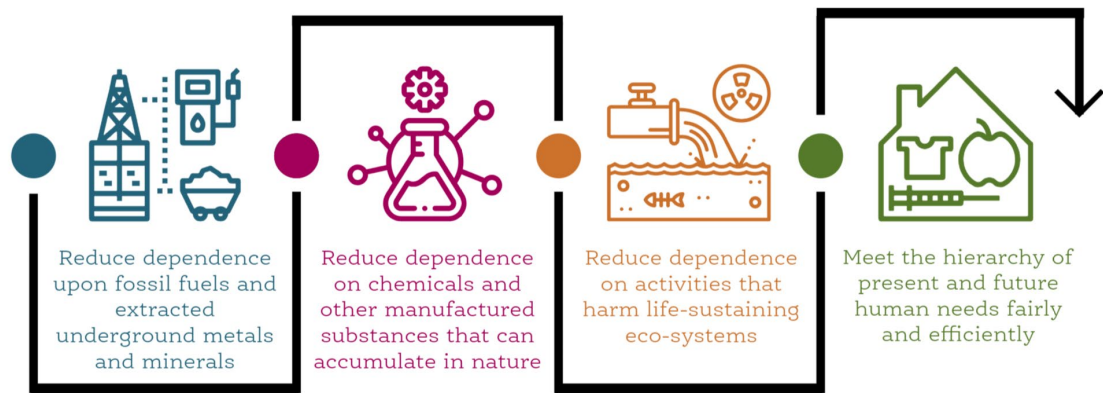 Reduce dependence
upon fossil fuels and
extracted
underground metals
and minerals
Reduce dependence
on chemicals and
other manufactured
substances that can
accumulate in nature
Reduce dependence
on activities that
harm life-sustaining
eco-systems
Meet the hierarchy of
present and future
human needs fairly
and efficiently